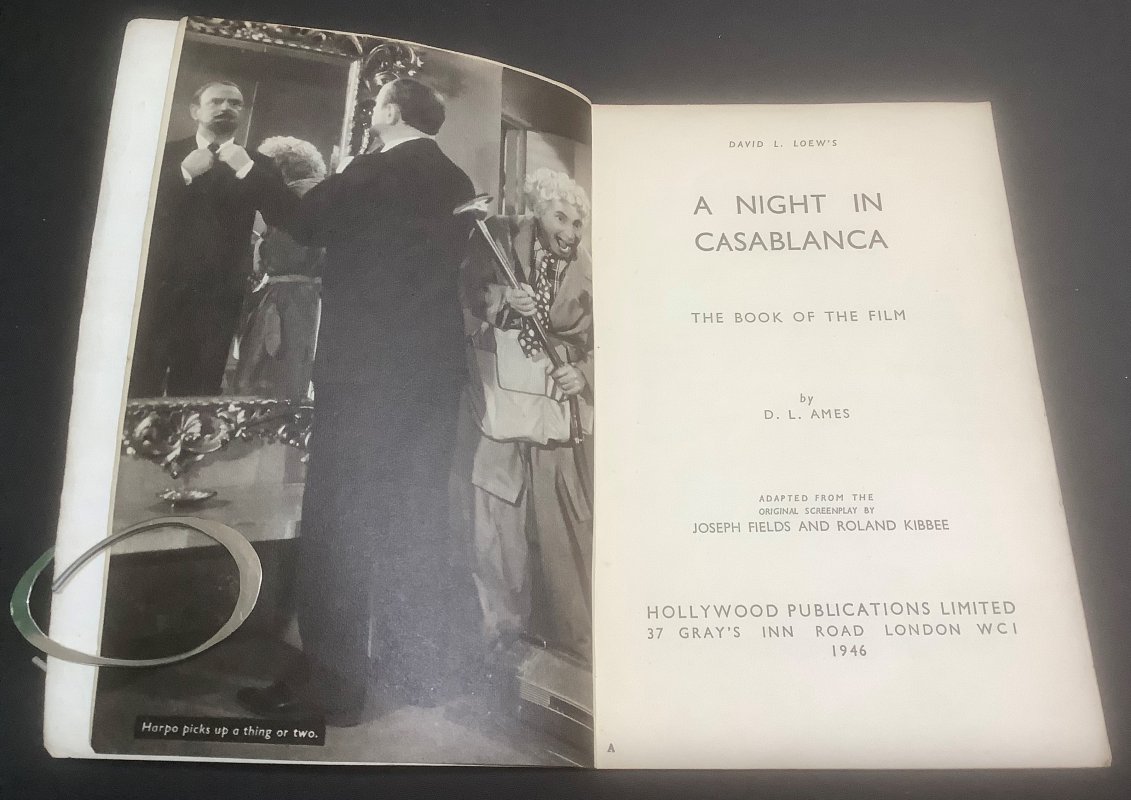 Harpo picks up a thing or two.
DAVID L. LOEW'S
A NIGHT IN
CASABLANCA
THE BOOK OF THE FILM
by
D. L. AMES
ADAPTED FROM THE
ORIGINAL SCREENPLAY BY
JOSEPH FIELDS AND ROLAND KIBBEE
HOLLYWOOD PUBLICATIONS LIMITED
37 GRAY'S INN ROAD LONDON WC1
1946
A